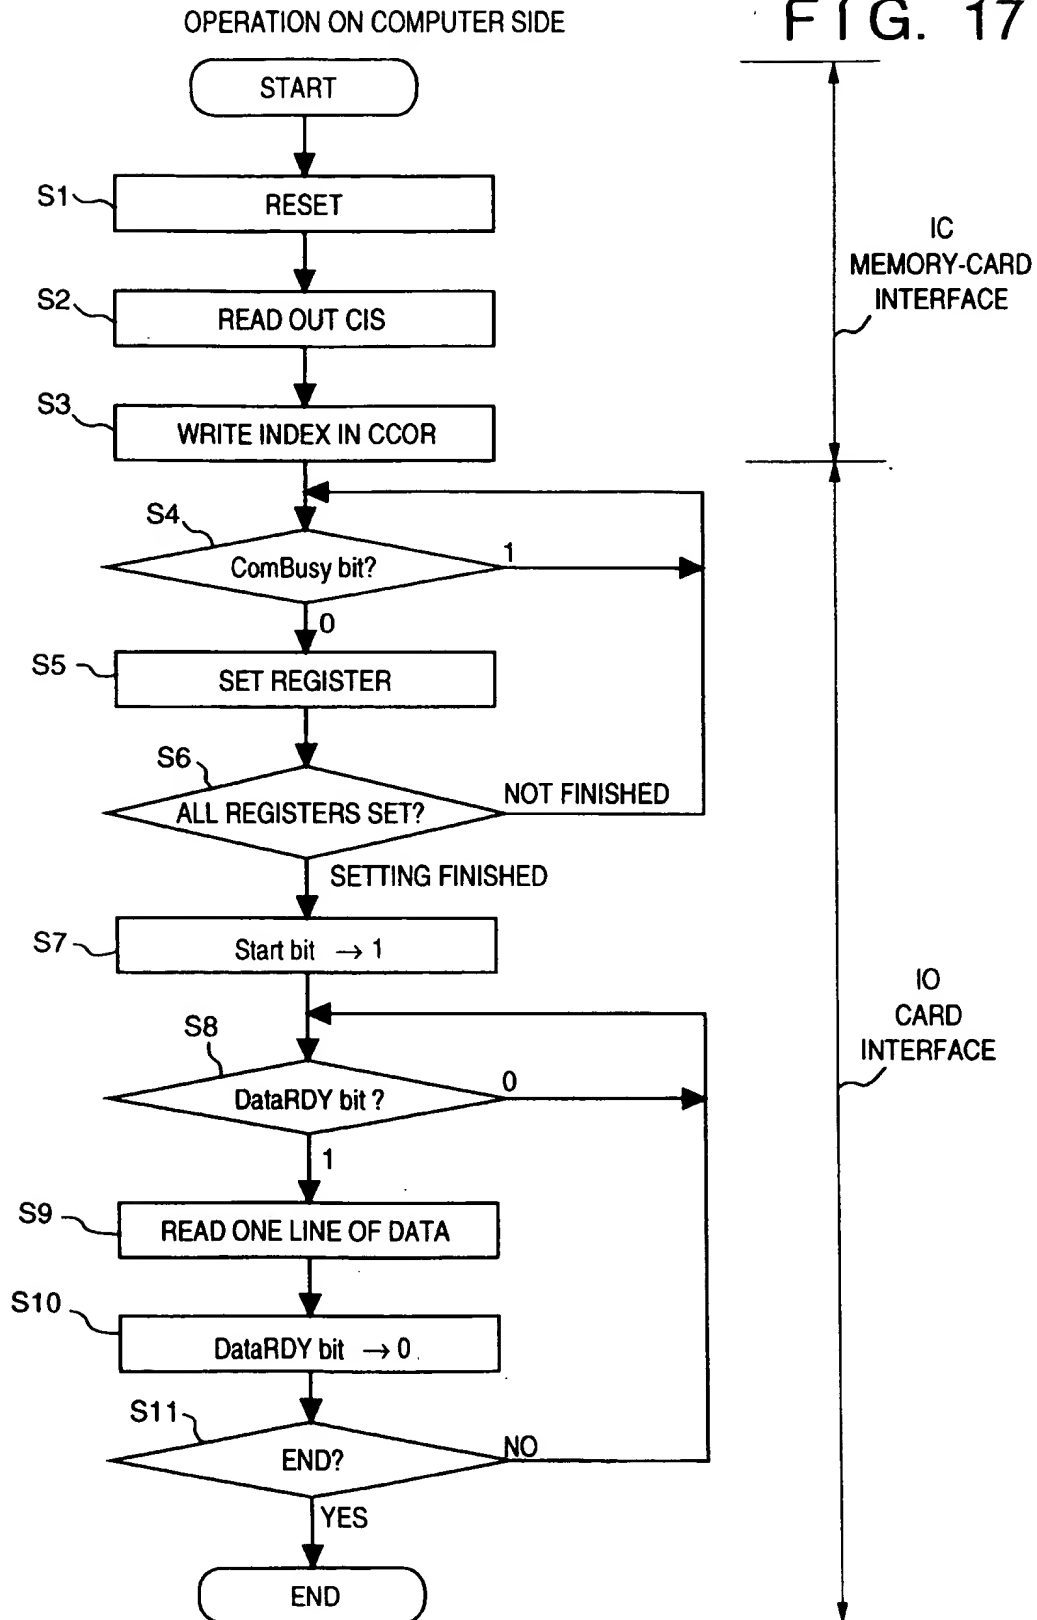 OPERATION ON COMPUTER SIDE
FIG. 17
START
S1
RESET
S2
READ OUT CIS
S3
WRITE INDEX IN CCOR
IC
MEMORY-CARD
INTERFACE
S4
ComBusy bit?
1
0
S5
SET REGISTER
S6
ALL REGISTERS SET?
NOT FINISHED
SETTING FINISHED
S7
Start bit → 1
S8
DataRDY bit ?
0
1
IO
CARD
INTERFACE
S9
READ ONE LINE OF DATA
S10
DataRDY bit → 0
S11
END?
NO
YES
END